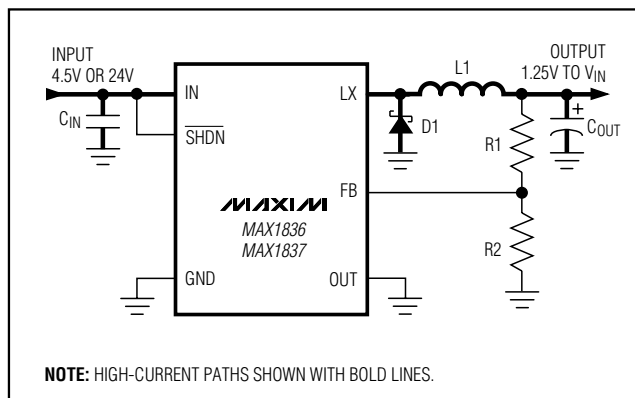 INPUT
4.5V OR 24V
OUTPUT
1.25V TO VIN
L1
IN
LX
CIN
SHDN
D1
R1
+
COUT
FB
MAXIM
MAX1836
MAX1837
R2
GND
OUT
NOTE: HIGH-CURRENT PATHS SHOWN WITH BOLD LINES.